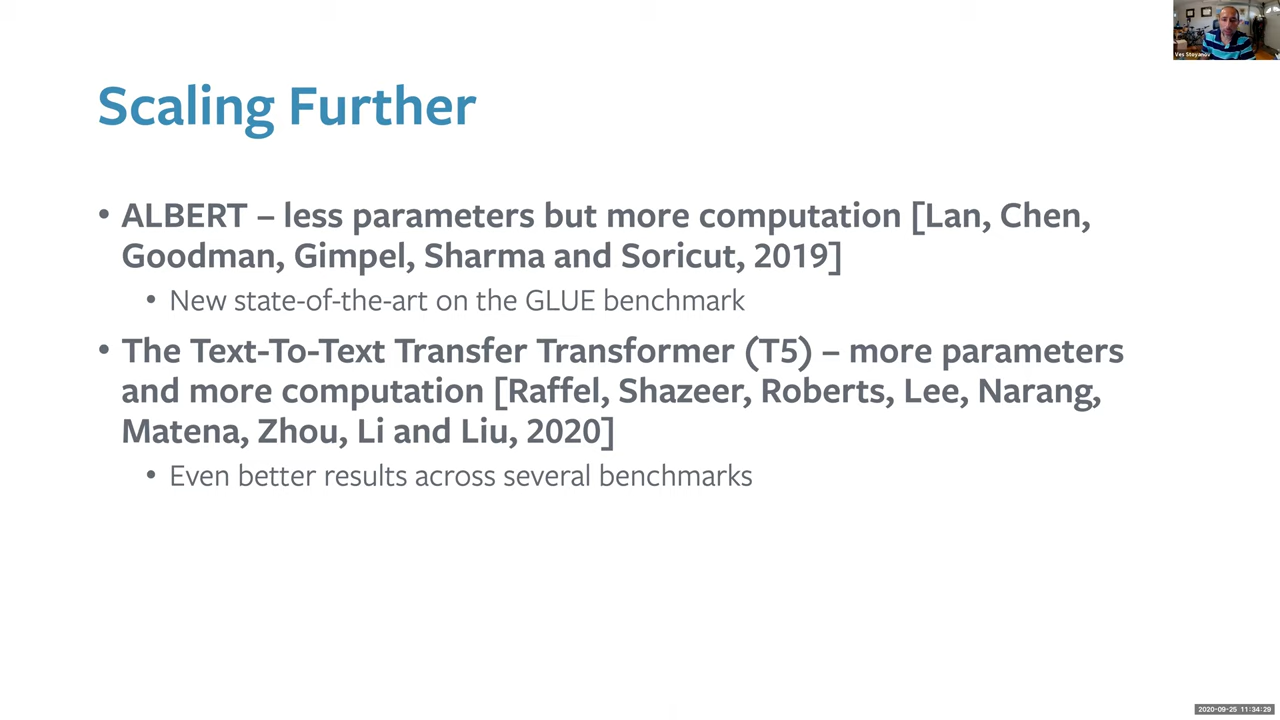 Ves Stoyanov
Scaling Further
• ALBERT – less parameters but more computation [Lan, Chen,
Goodman, Gimpel, Sharma and Soricut, 2019]
• New state-of-the-art on the GLUE benchmark
• The Text-To-Text Transfer Transformer (T5) – more parameters
and more computation [Raffel, Shazeer, Roberts, Lee, Narang,
Matena, Zhou, Li and Liu, 2020]
• Even better results across several benchmarks
2020-09-25 11:34:29